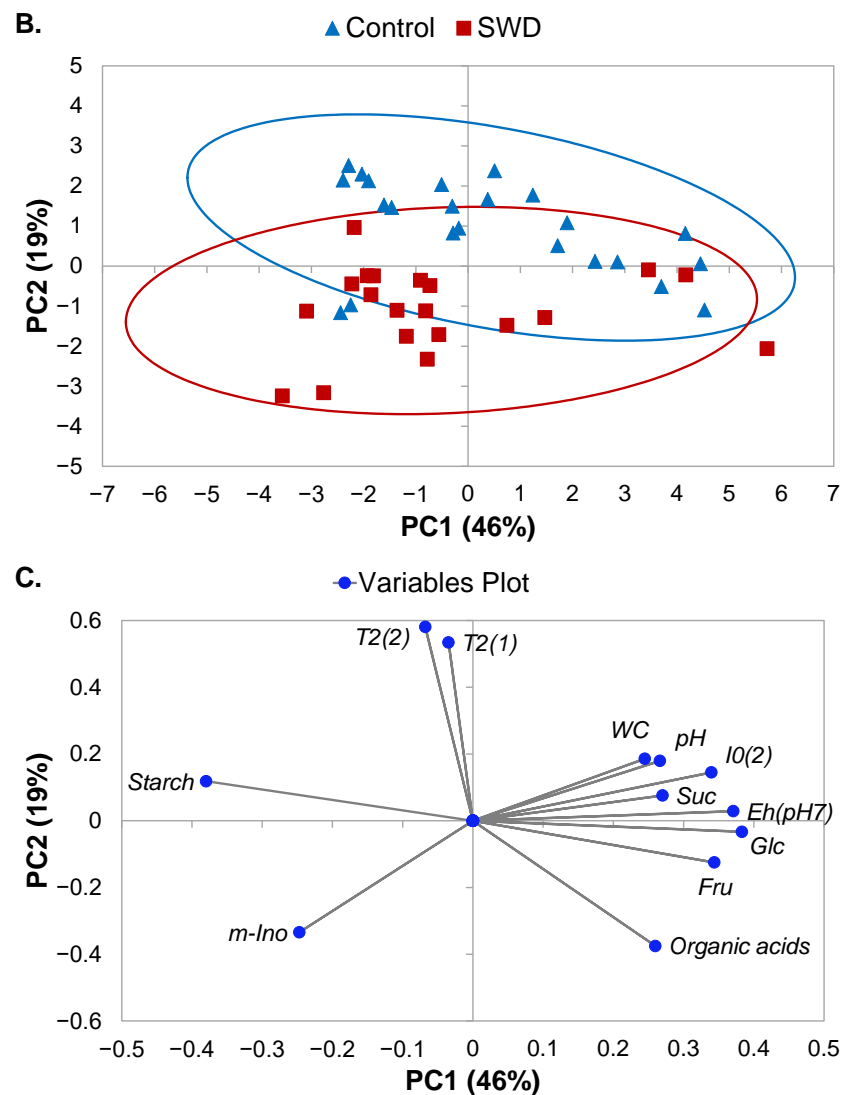 B.
Control SWD
5
4
3
2
1
0
−1
−2
−3
−4
−5
PC2 (19%)
−7 −6 −5 −4 −3 −2 −1 0 1 2 3 4 5 6 7
PC1 (46%)
C.
Variables Plot
0.6
0.4
0.2
0
−0.2
−0.4
−0.6
PC2 (19%)
T2(2)
T2(1)
WC
pH
I0(2)
Starch
Suc
Eh(pH7)
Glc
Fru
m-Ino
Organic acids
−0.5 −0.4 −0.3 −0.2 −0.1 0 0.1 0.2 0.3 0.4 0.5
PC1 (46%)